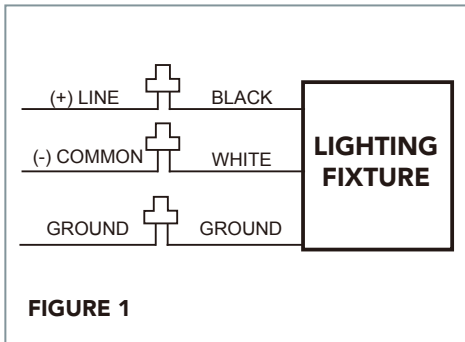 (+) LINE BLACK
(-) COMMON WHITE
LIGHTING
FIXTURE
GROUND GROUND
FIGURE 1